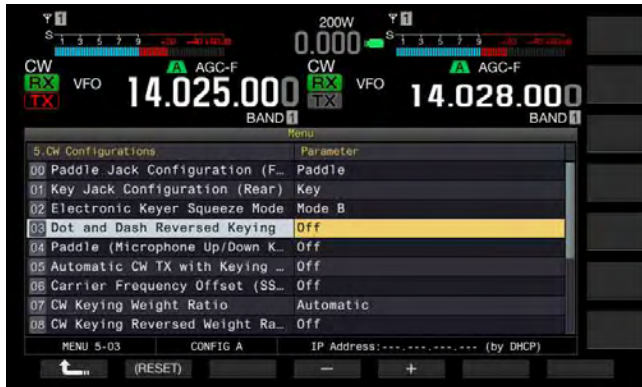 1 200W 1
S 1 3 5 7 9 +20 +40 +60dB 0.000 S 1 3 5 7 9 +20 +40 +60dB
CW A AGC-F CW A AGC-F
RX VFO 14.025.000 RX VFO 14.028.000
TX BAND 1 TX BAND 1
Menu
5.CW Configurations Parameter
00 Paddle Jack Configuration (F… Paddle
01 Key Jack Configuration (Rear) Key
02 Electronic Keyer Squeeze Mode Mode B
03 Dot and Dash Reversed Keying Off
04 Paddle (Microphone Up/Down K… Off
05 Automatic CW TX with Keying … Off
06 Carrier Frequency Offset (SS… Off
07 CW Keying Weight Ratio Automatic
08 CW Keying Reversed Weight Ra… Off
MENU 5-03 CONFIG A IP Address:---.---.---.--- (by DHCP)
(RESET) − +